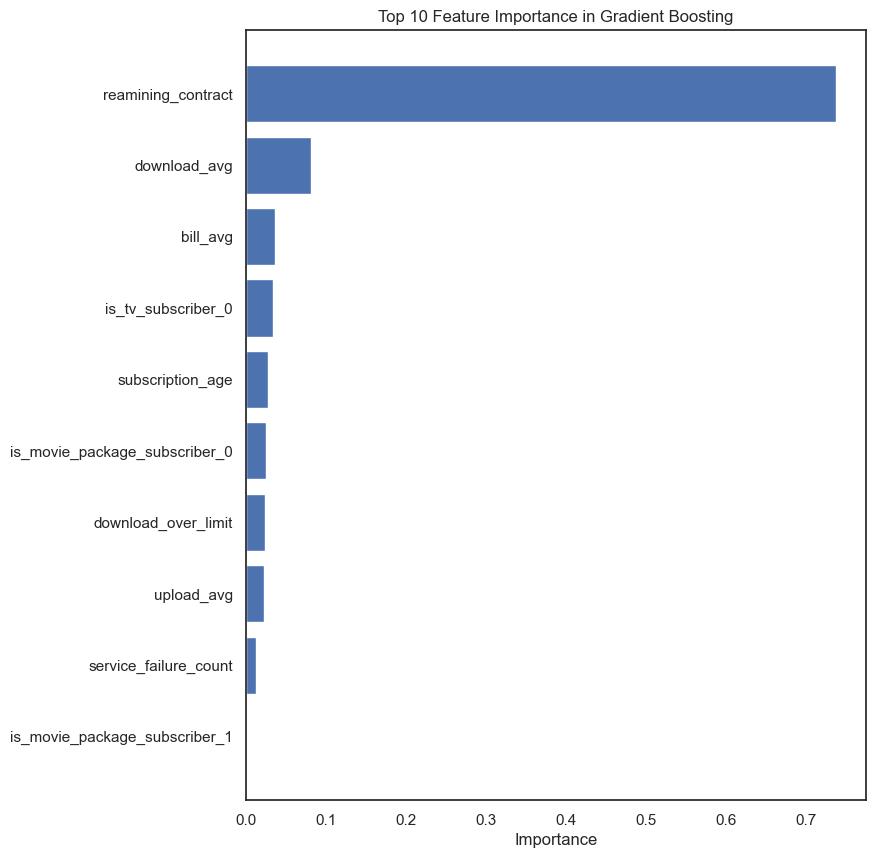 Top 10 Feature Importance in Gradient Boosting
reamining_contract
download_avg
bill_avg
is_tv_subscriber_0
subscription_age
is_movie_package_subscriber_0
download_over_limit
upload_avg
service_failure_count
is_movie_package_subscriber_1
0.0 0.1 0.2 0.3 0.4 0.5 0.6 0.7
Importance